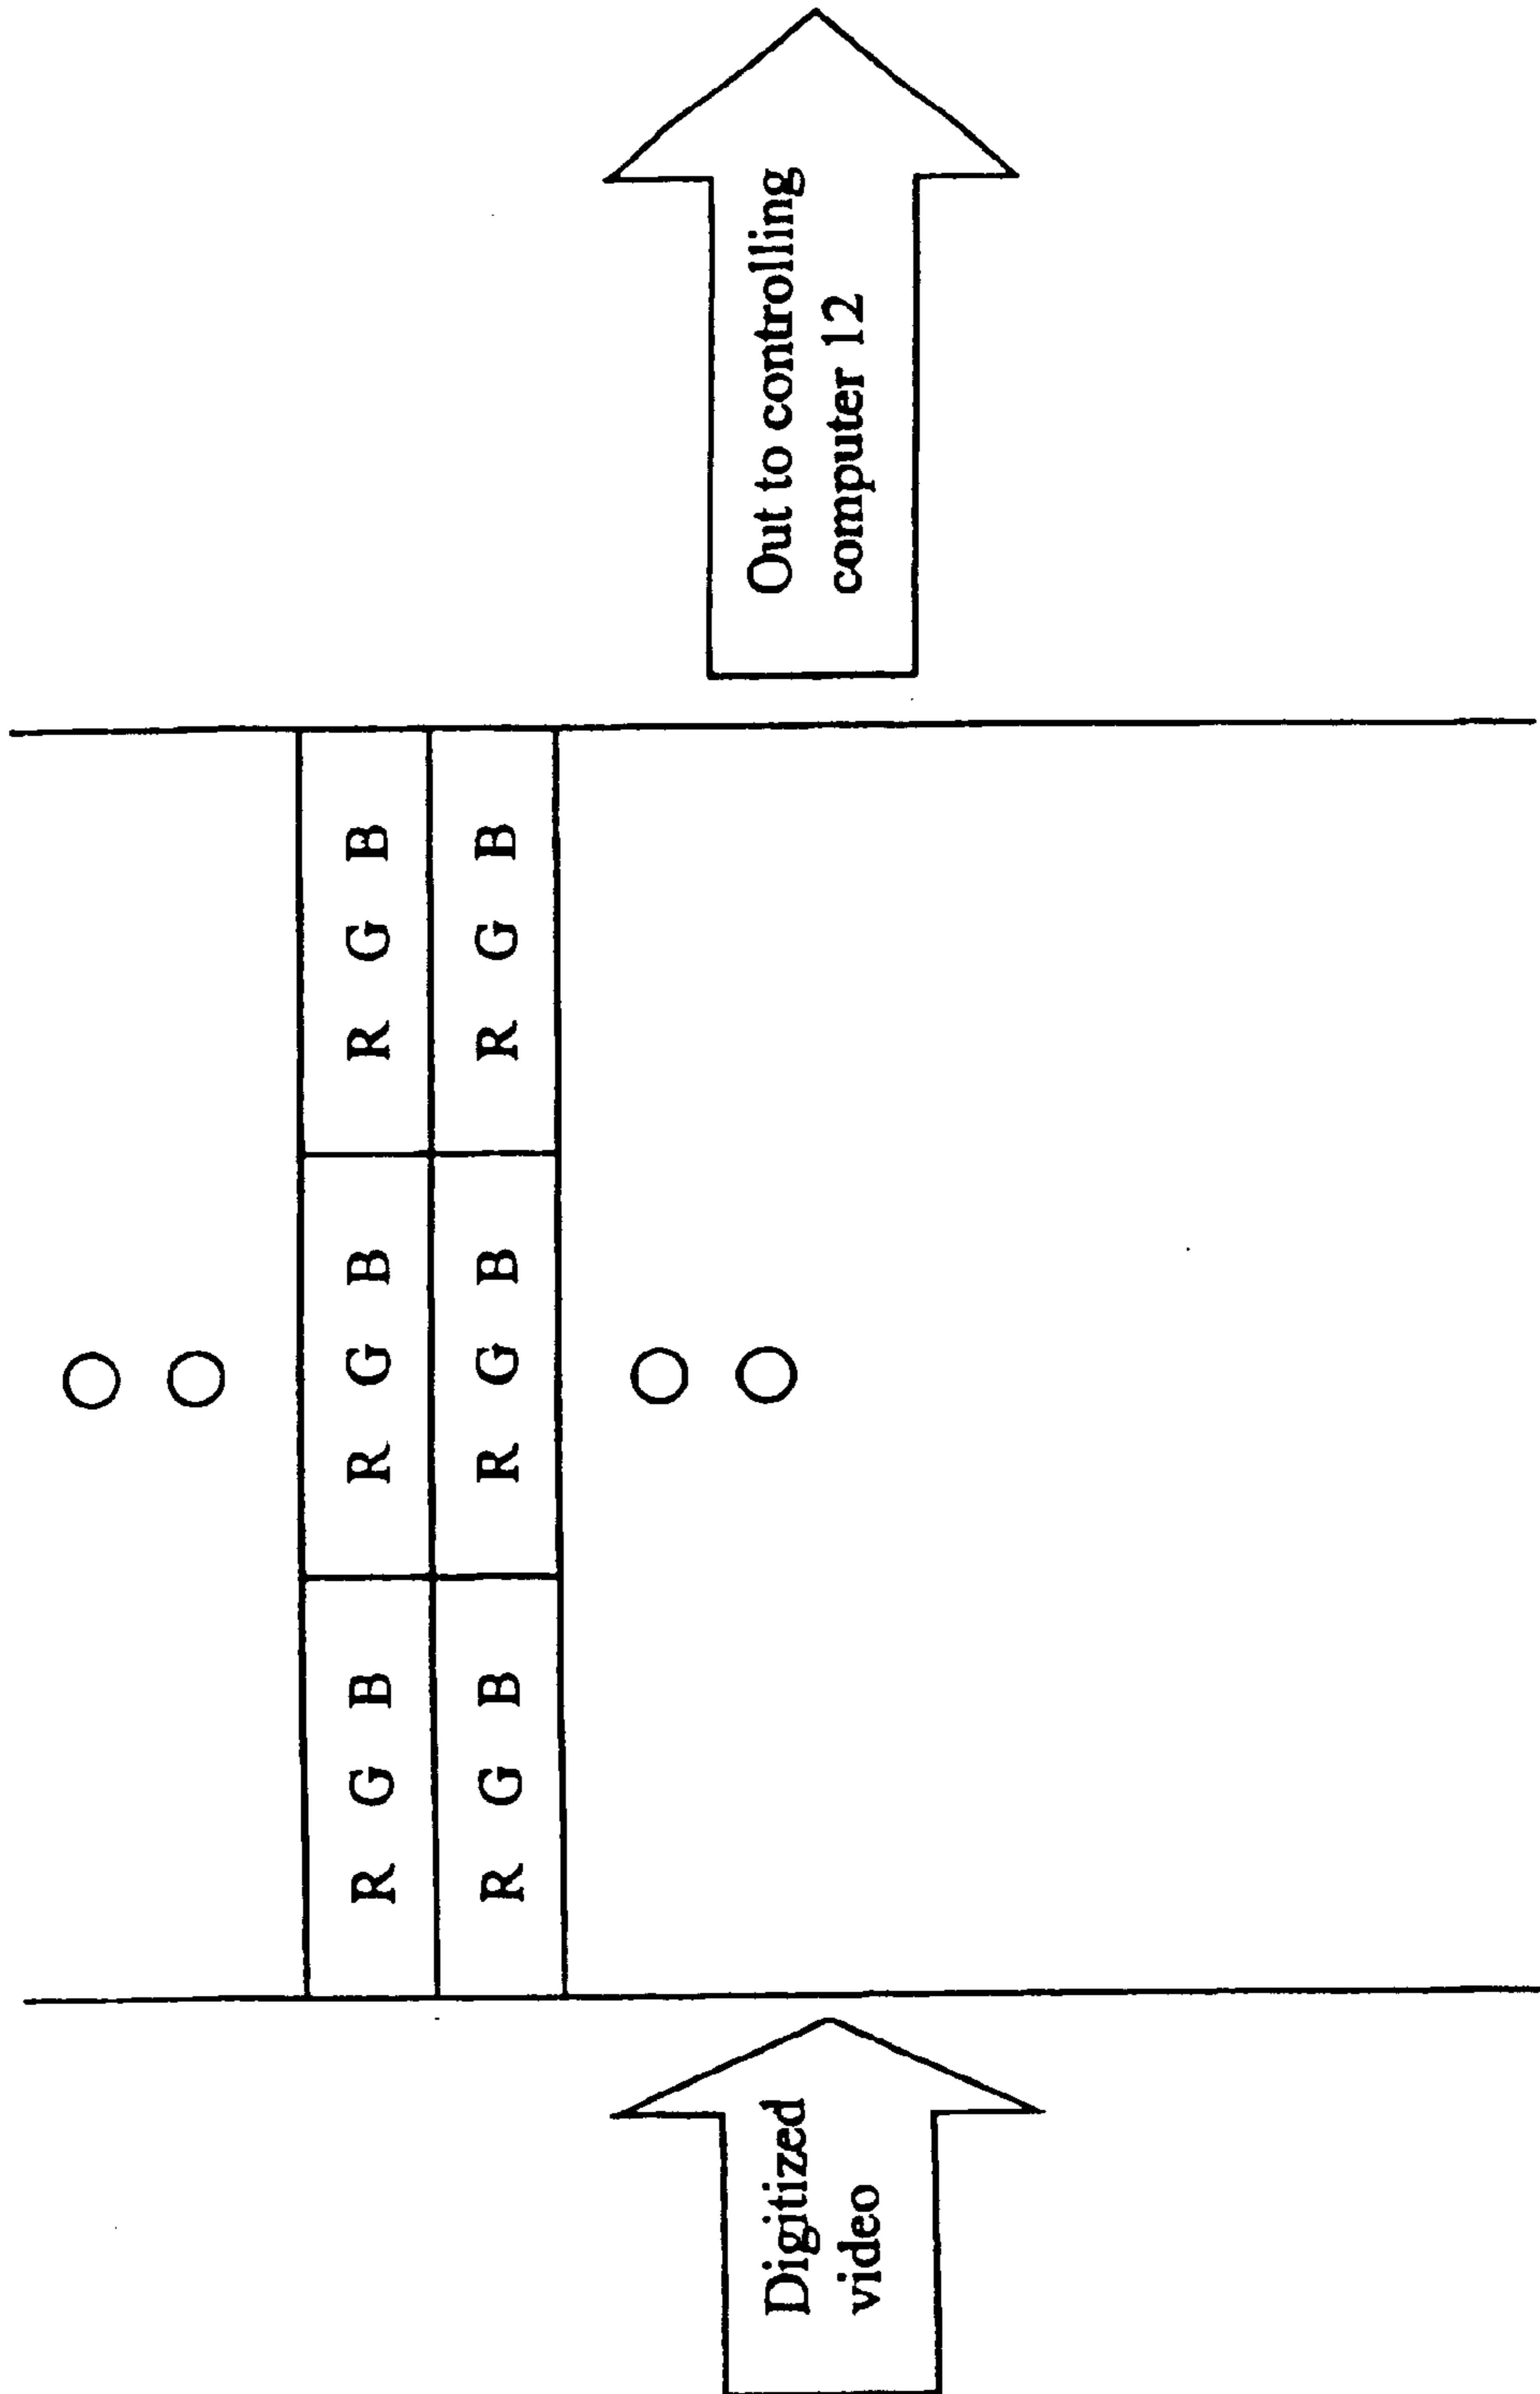 R G B R G B R G B
R G B R G B R G B
Digitized
video
Out to controlling
computer 12